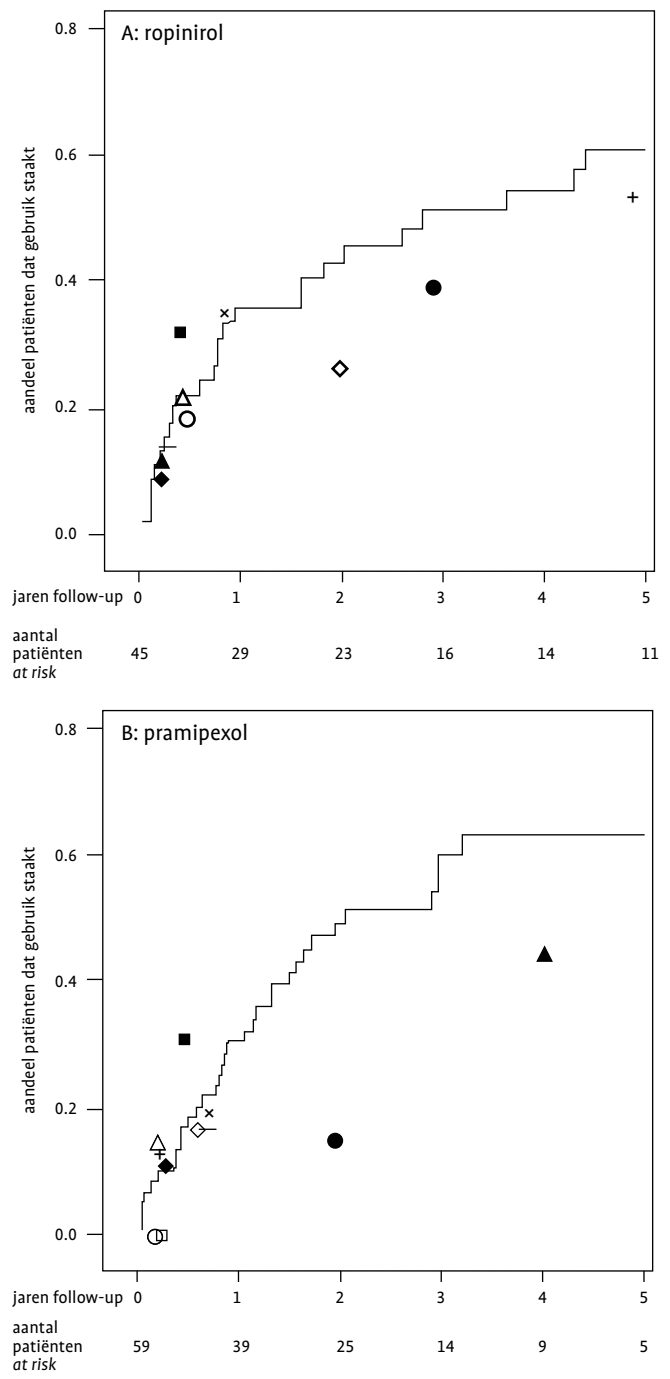 A: ropinirol
aandeel patiënten dat gebruik staakt
0.8
0.6
0.4
0.2
0.0
jaren follow-up 0 1 2 3 4 5
aantal
patiënten 45 29 23 16 14 11
at risk
B: pramipexol
aandeel patiënten dat gebruik staakt
0.8
0.6
0.4
0.2
0.0
jaren follow-up 0 1 2 3 4 5
aantal
patiënten 59 39 25 14 9 5
at risk